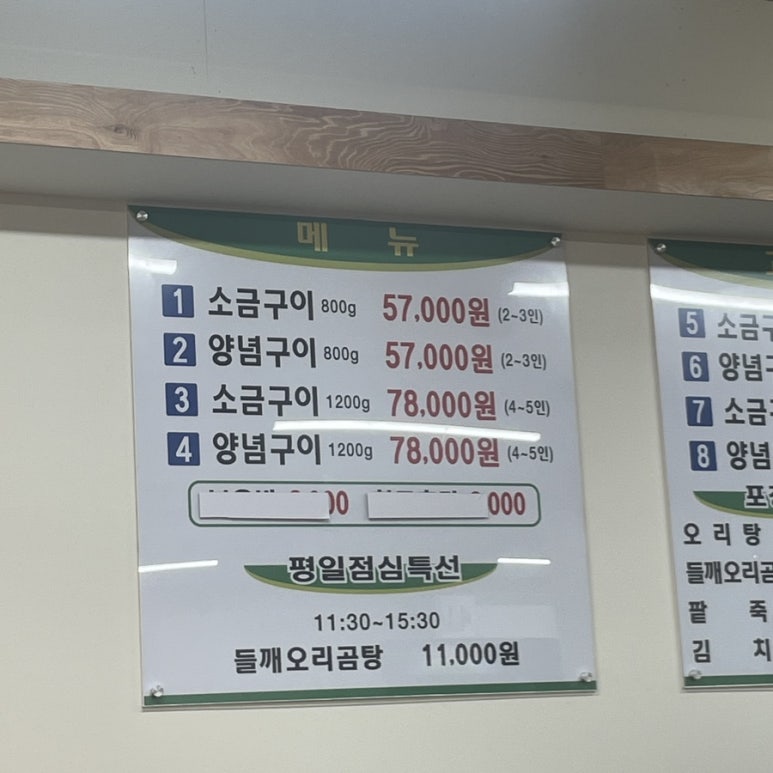 메 뉴
1 소금구이 800g 57,000원 (2~3인)
2 양념구이 800g 57,000원 (2~3인)
3 소금구이 1200g 78,000원 (4~5인)
4 양념구이 1200g 78,000원 (4~5인)
평일점심특선
11:30~15:30
들깨오리곰탕 11,000원
5 소금
6 양념
7 소금
8 양념
오 리 탕
들깨오리곰
팥 죽
김 치